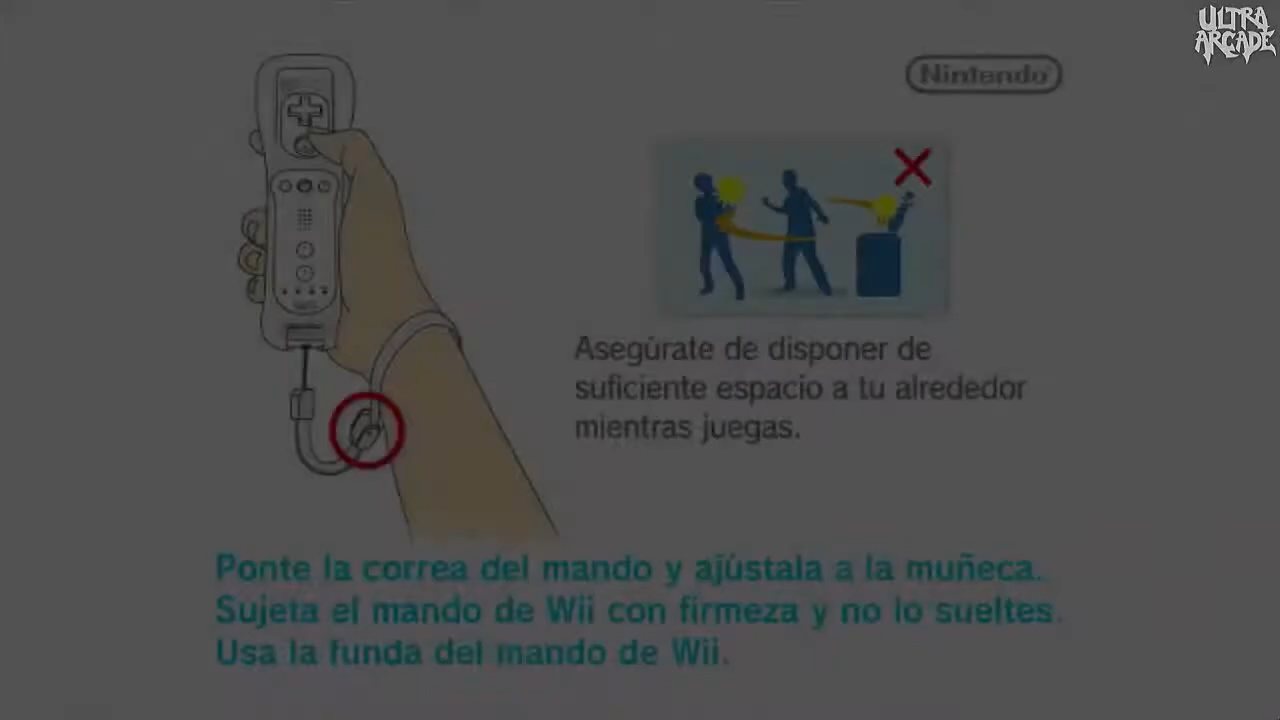 ULTRA
ARCADE
Nintendo
Asegúrate de disponer de
suficiente espacio a tu alrededor
mientras juegas.
Ponte la correa del mando y ajústala a la muñeca.
Sujeta el mando de Wii con firmeza y no lo sueltes.
Usa la funda del mando de Wii.